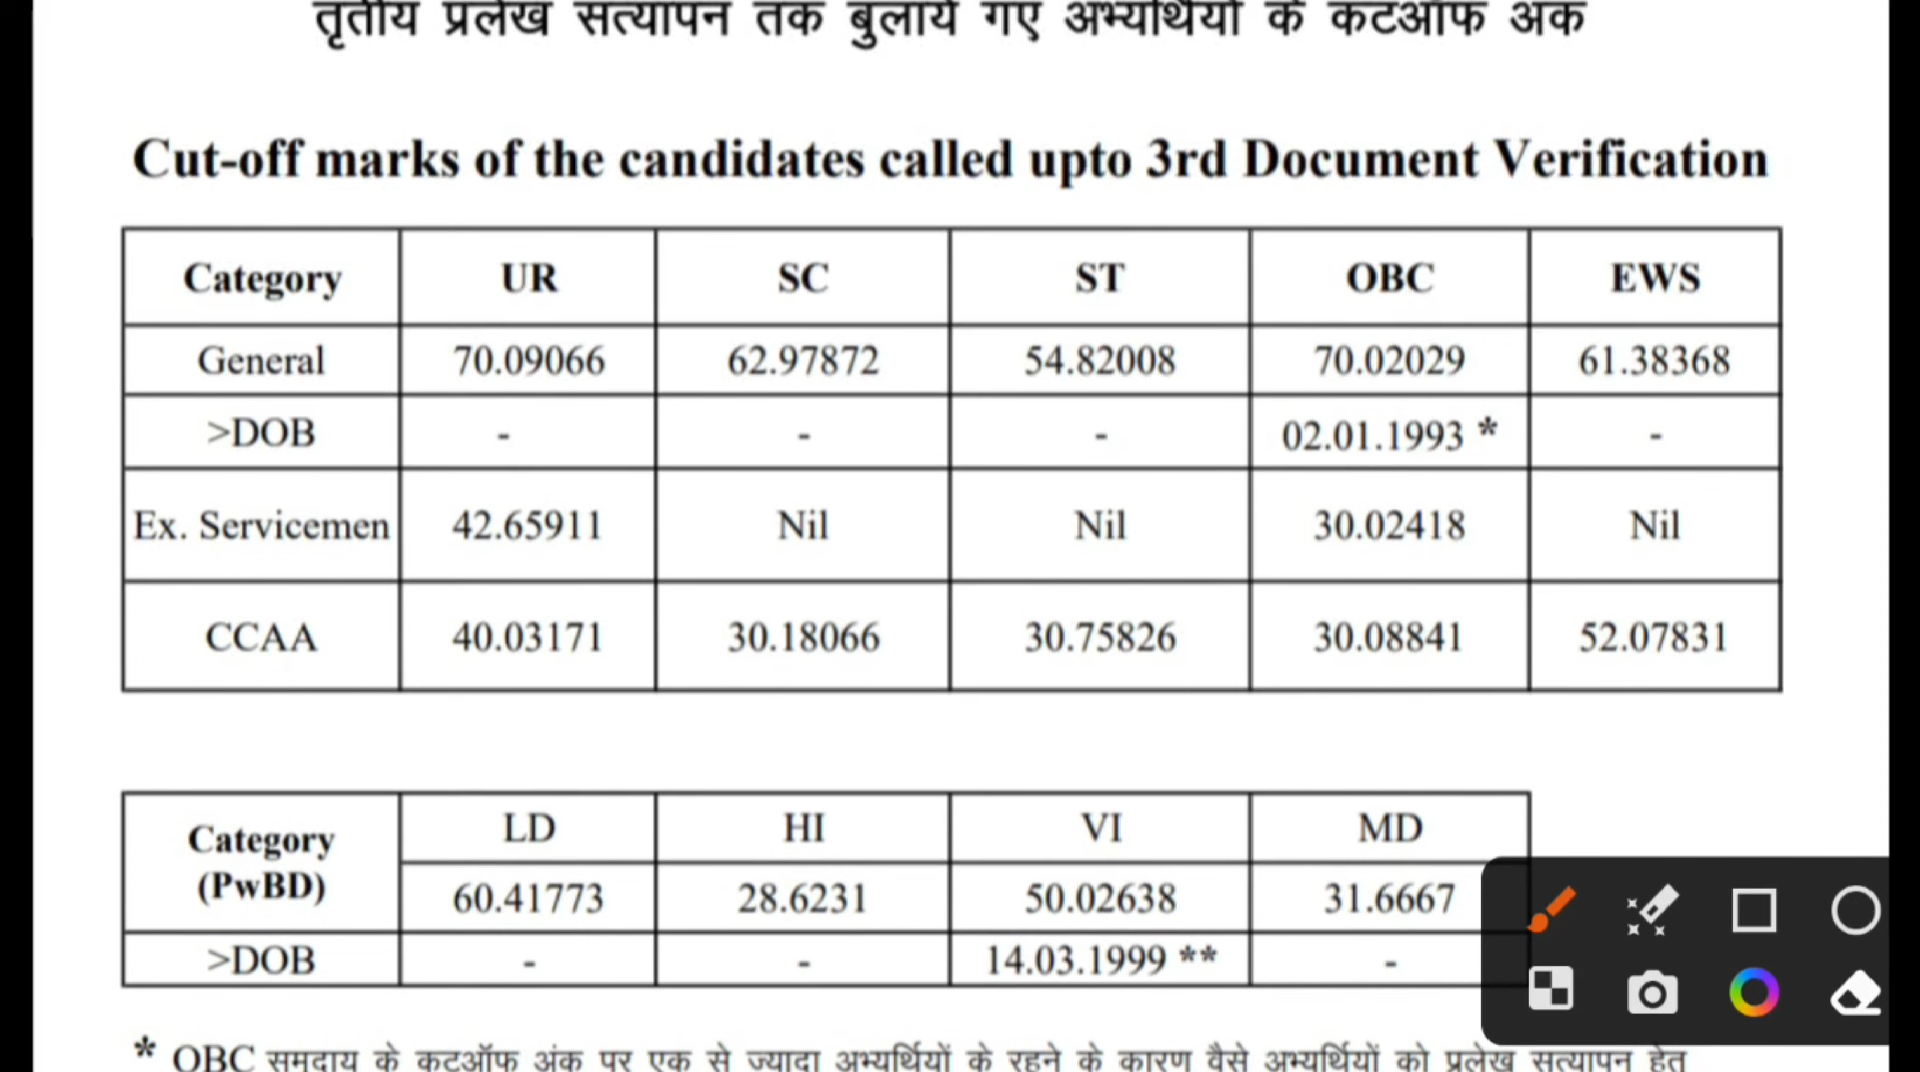 तृतीय प्रलेख सत्यापन तक बुलाये गए अभ्यर्थियों के कटऑफ अंक
Cut-off marks of the candidates called upto 3rd Document Verification
Category UR SC ST OBC EWS
General 70.09066 62.97872 54.82008 70.02029 61.38368
>DOB - - - 02.01.1993 * -
Ex. Servicemen 42.65911 Nil Nil 30.02418 Nil
CCAA 40.03171 30.18066 30.75826 30.08841 52.07831
Category (PwBD) LD HI VI MD
60.41773 28.6231 50.02638 31.6667
>DOB - - 14.03.1999 ** -
* OBC समुदाय के कटऑफ अंक पर एक से ज्यादा अभ्यर्थियों के रहने के कारण वैसे अभ्यर्थियों को प्रलेख सत्यापन हेतु